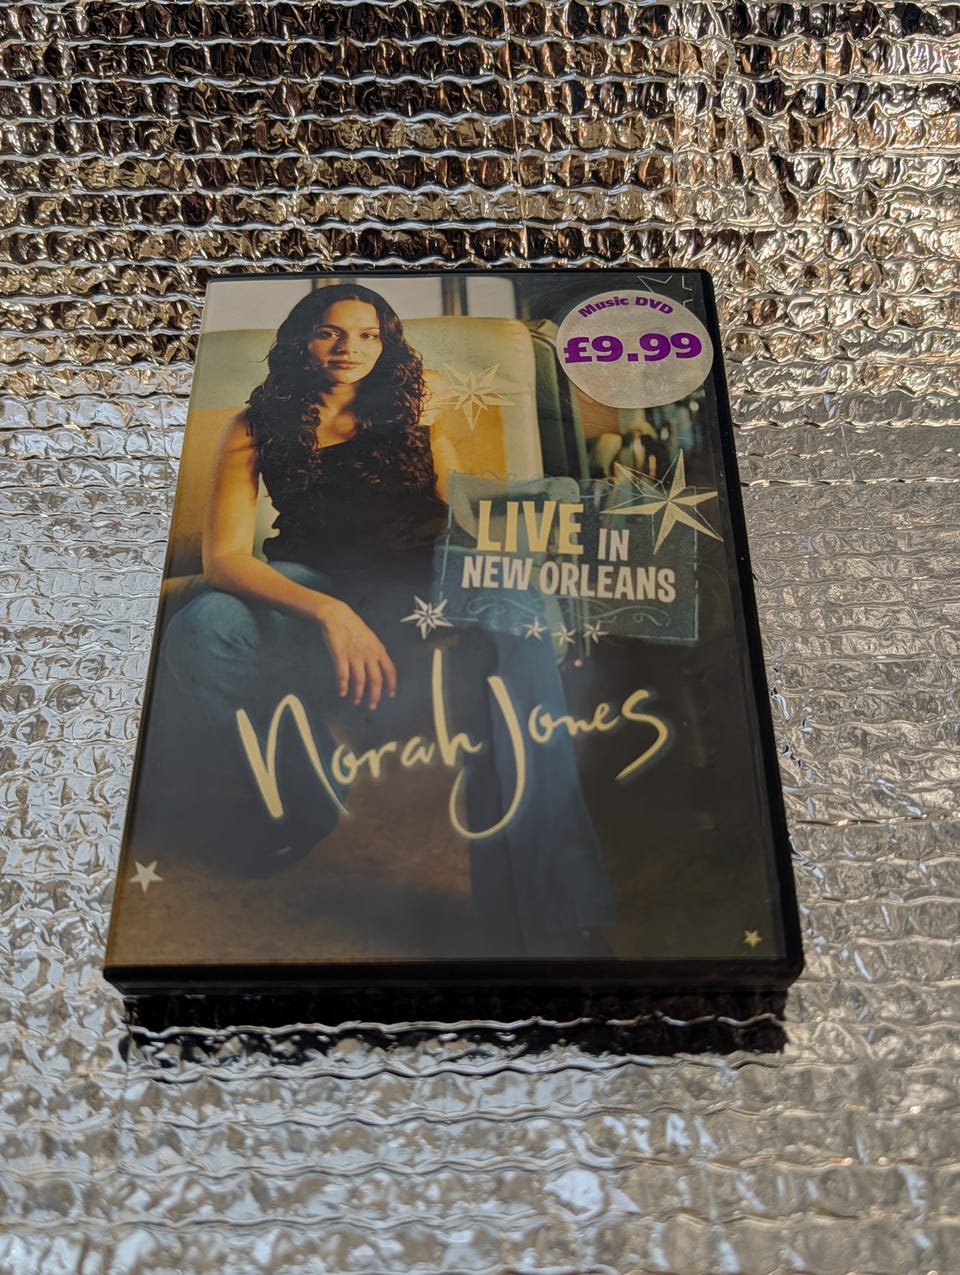 Music DVD
£9.99
LIVE IN
NEW ORLEANS
Norah Jones